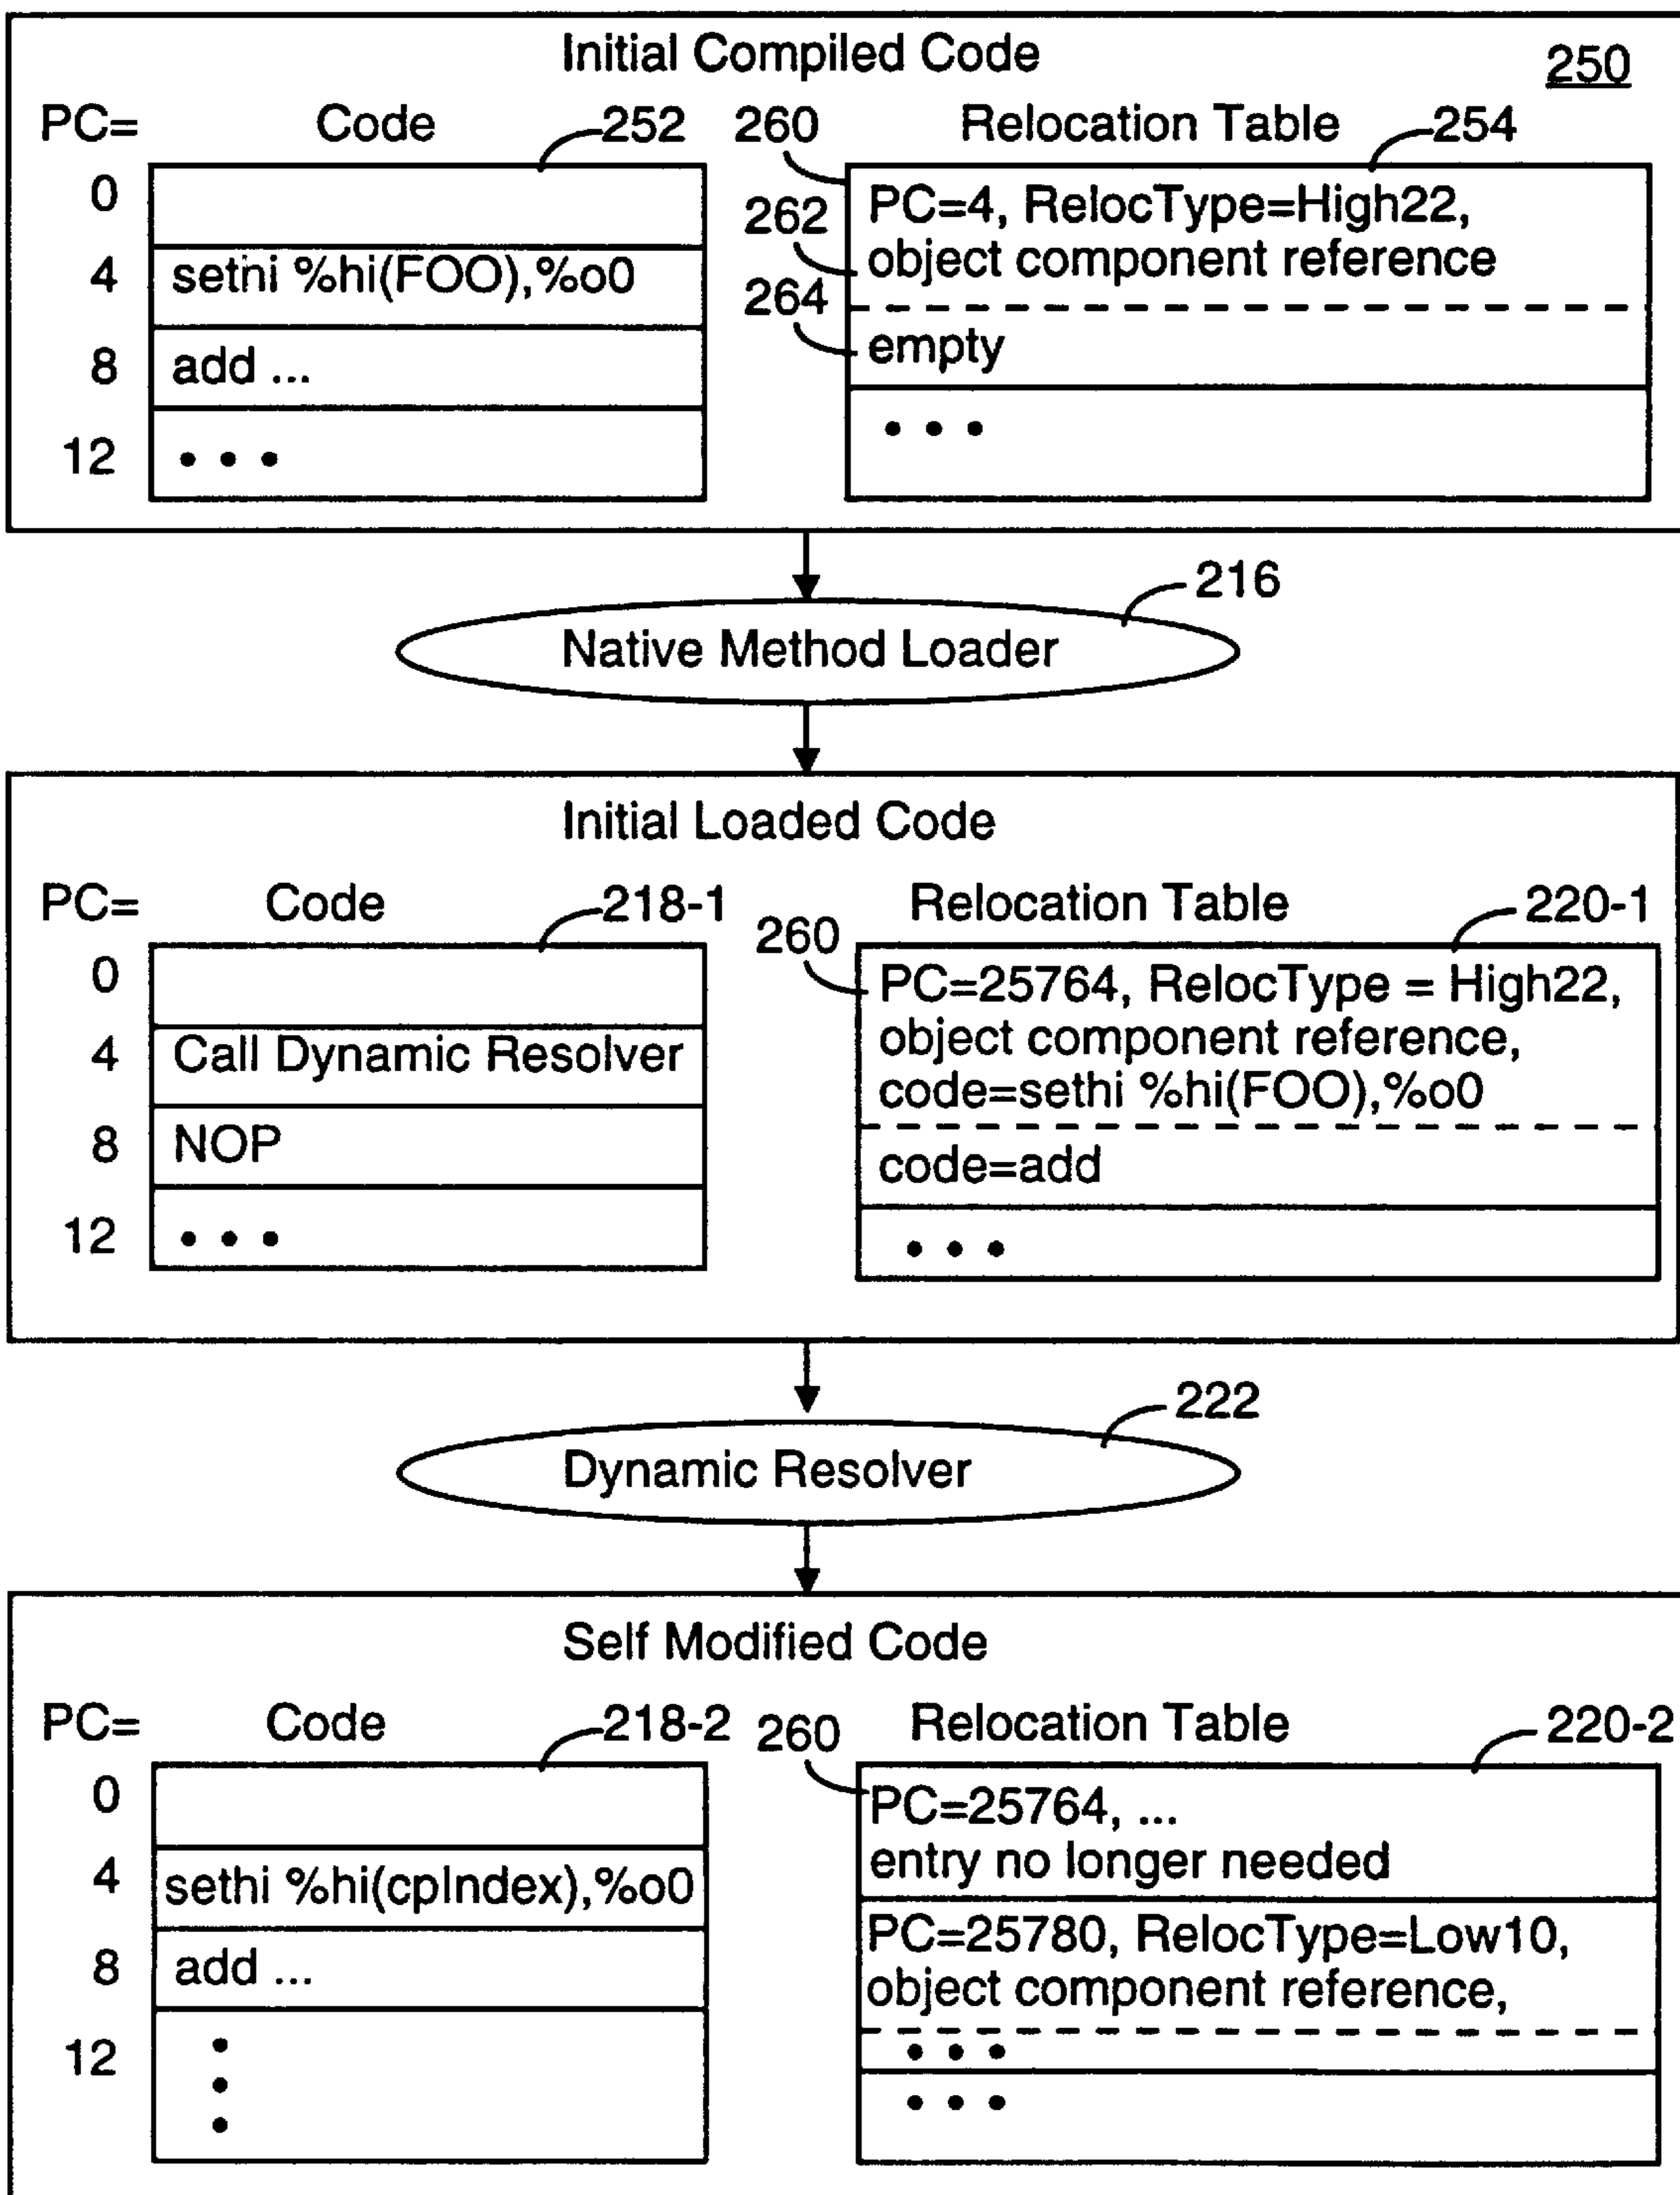 Initial Compiled Code
250
PC=
Code
252
260
Relocation Table
254
0
4
sethi %hi(FOO),%o0
8
add ...
12
• • •
262
264
PC=4, RelocType=High22,
object component reference
empty
• • •
216
Native Method Loader
Initial Loaded Code
PC=
Code
218-1
Relocation Table
220-1
260
0
4
Call Dynamic Resolver
8
NOP
12
• • •
PC=25764, RelocType = High22,
object component reference,
code=sethi %hi(FOO),%o0
code=add
• • •
222
Dynamic Resolver
Self Modified Code
PC=
Code
218-2
260
Relocation Table
220-2
0
4
sethi %hi(cpIndex),%o0
8
add ...
12
•
•
•
PC=25764, ...
entry no longer needed
PC=25780, RelocType=Low10,
object component reference,
• • •
• • •